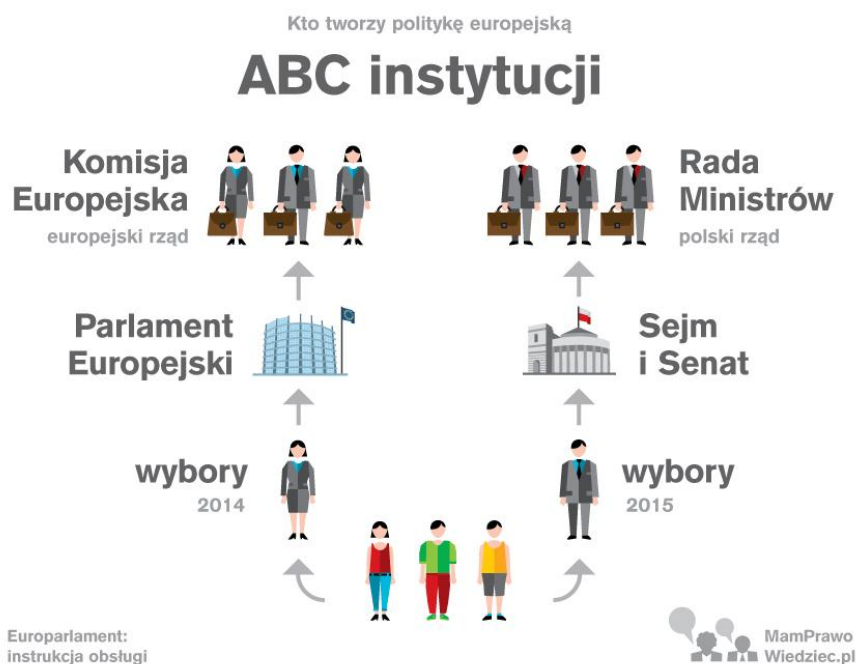 Kto tworzy politykę europejską
ABC instytucji
Komisja
Europejska
europejski rząd
Rada
Ministrów
polski rząd
Parlament
Europejski
Sejm
i Senat
wybory
2014
wybory
2015
Europarlament:
instrukcja obsługi
MamPrawo
Wiedziec.pl